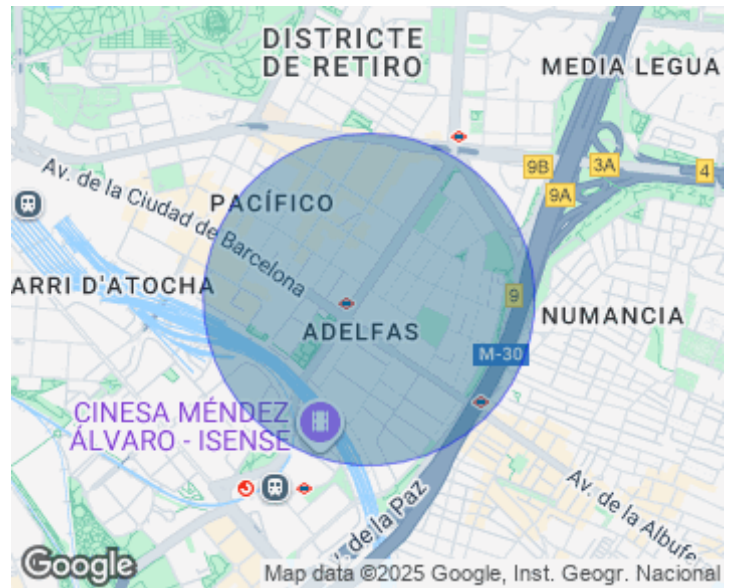 DISTRICTE
DE RETIRO
MEDIA LEGUA
9B
3A
4
9A
Av. de la Ciudad de Barcelona
PACÍFICO
ARRI D'ATOCHA
9
NUMANCIA
ADELFAS
M-30
CINESA MÉNDEZ
ÁLVARO - ISENSE
de la Paz
Av. de la Albufe
Google
Map data ©2025 Google, Inst. Geogr. Nacional